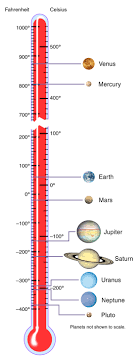 Fahrenheit Celsius
1000°
500°
900°
Venus
Mercury
800°
400°
700°
200°
100°
Earth
0°
Mars
-100°
Jupiter
-100°
-200°
Saturn
-300°
Uranus
-200°
Neptune
-400°
Pluto
Planets not shown to scale.